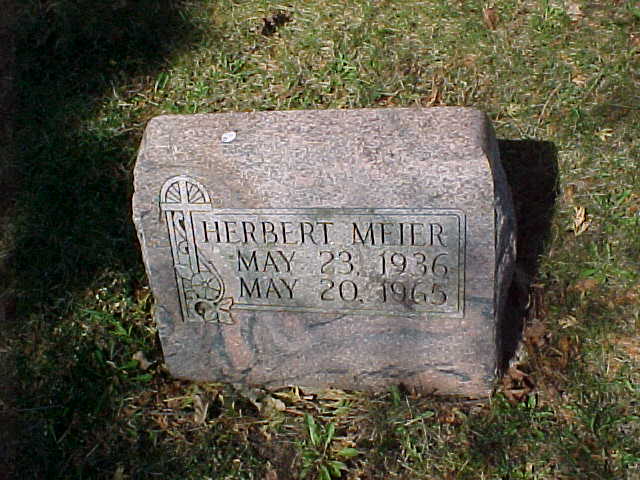 HERBERT MEIER
MAY 23, 1936
MAY 20, 1965